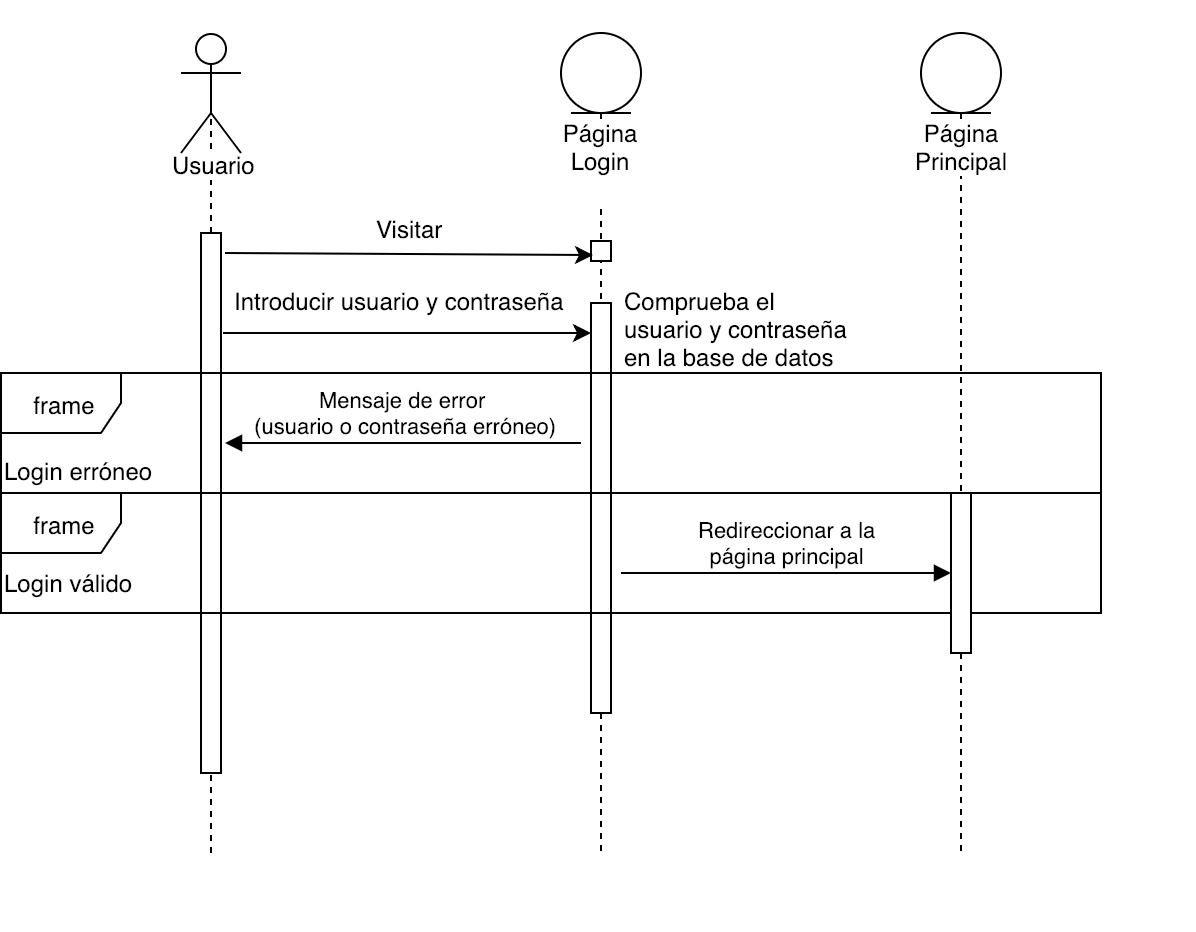 Usuario
Página
Login
Página
Principal
Visitar
Introducir usuario y contraseña
Comprueba el
usuario y contraseña
en la base de datos
frame
Mensaje de error
(usuario o contraseña erróneo)
Login erróneo
frame
Redireccionar a la
página principal
Login válido